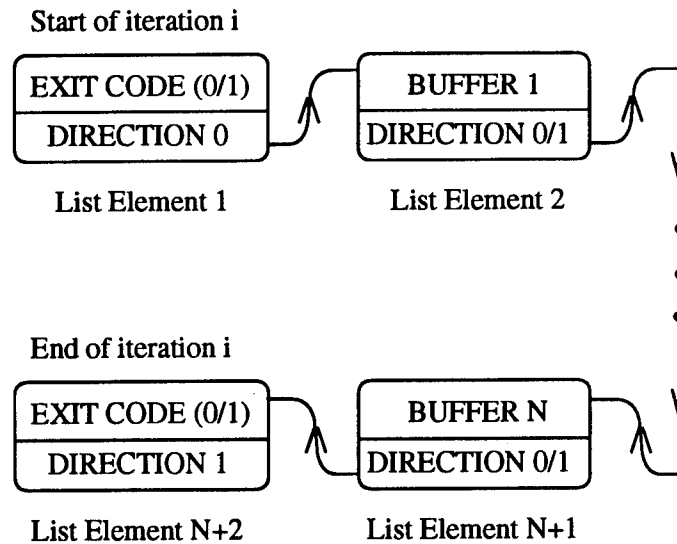 Start of iteration i
EXIT CODE (0/1)
DIRECTION 0
List Element 1
BUFFER 1
DIRECTION 0/1
List Element 2
End of iteration i
EXIT CODE (0/1)
DIRECTION 1
List Element N+2
BUFFER N
DIRECTION 0/1
List Element N+1